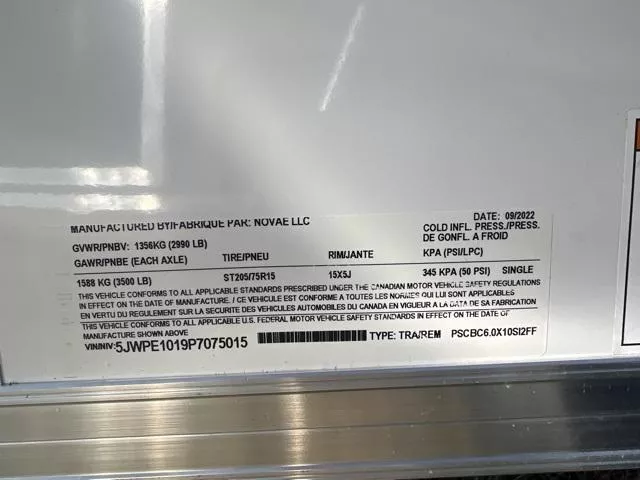 MANUFACTURED BY/FABRIQUE PAR: NOVAE LLC
DATE: 09/2022
GVWR/PNBV: 1356KG (2990 LB)
COLD INFL. PRESS./PRESS. DE GONFL. A FROID
GAWR/PNBE (EACH AXLE) TIRE/PNEU RIM/JANTE KPA (PSI/LPC)
1588 KG (3500 LB) ST205/75R15 15X5J 345 KPA (50 PSI) SINGLE
THIS VEHICLE CONFORMS TO ALL APPLICABLE STANDARDS PRESCRIBED UNDER THE CANADIAN MOTOR VEHICLE SAFETY REGULATIONS
IN EFFECT ON THE DATE OF MANUFACTURE. / CE VEHICULE EST CONFORME A TOUTES LES NORMES QUI LUI SONT APPLICABLES
EN VERTU DU REGULEMENT SUR LA SECURITE DES VEHICULES AUTOMOBILES DU CANADA EN VIGUEUR A LA DATE DE SA FABRICATION
THIS VEHICLE CONFORMS TO ALL APPLICABLE U.S. FEDERAL MOTOR VEHICLE SAFETY STANDARDS IN EFFECT ON THE DATE OF
MANUFACTURE SHOWN ABOVE
VIN/NIV: 5JWPE1019P7075015 TYPE: TRA/REM PSCBC6.0X10SI2FF